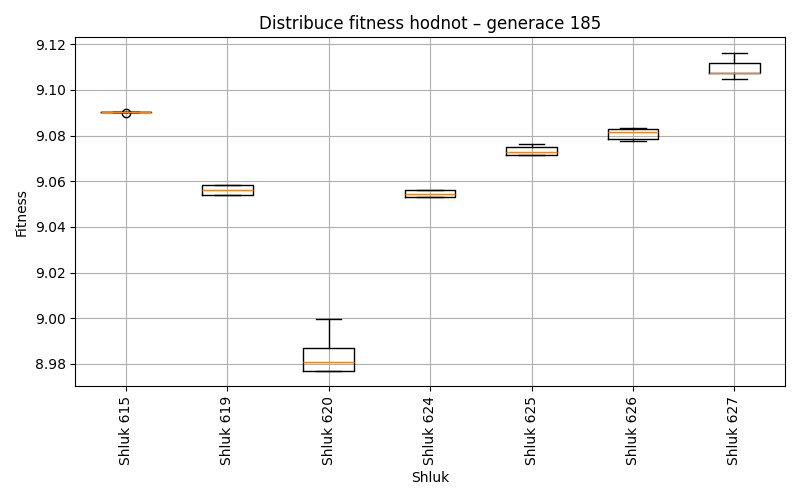 Distribuce fitness hodnot – generace 185
Fitness
9.12
9.10
9.08
9.06
9.04
9.02
9.00
8.98
Shluk 615
Shluk 619
Shluk 620
Shluk 624
Shluk 625
Shluk 626
Shluk 627
Shluk